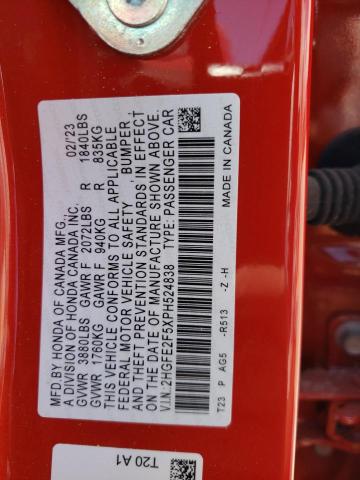 MFD.BY HONDA OF CANADA MFG., 02/23
A DIVISION OF HONDA CANADA INC.
GVWR 3880LBS GAWR F 2072LBS R 1840LBS
GVWR 1760KG GAWR F 940KG R 835KG
THIS VEHICLE CONFORMS TO ALL APPLICABLE
FEDERAL MOTOR VEHICLE SAFETY , BUMPER,
AND THEFT PREVENTION STANDARDS IN EFFECT
ON THE DATE OF MANUFACTURE SHOWN ABOVE.
V.I.N.:2HGFE2F5XPH524838 TYPE: PASSENGER CAR
T23 P AG5 -R513 -Z -H MADE IN CANADA
T20 A1